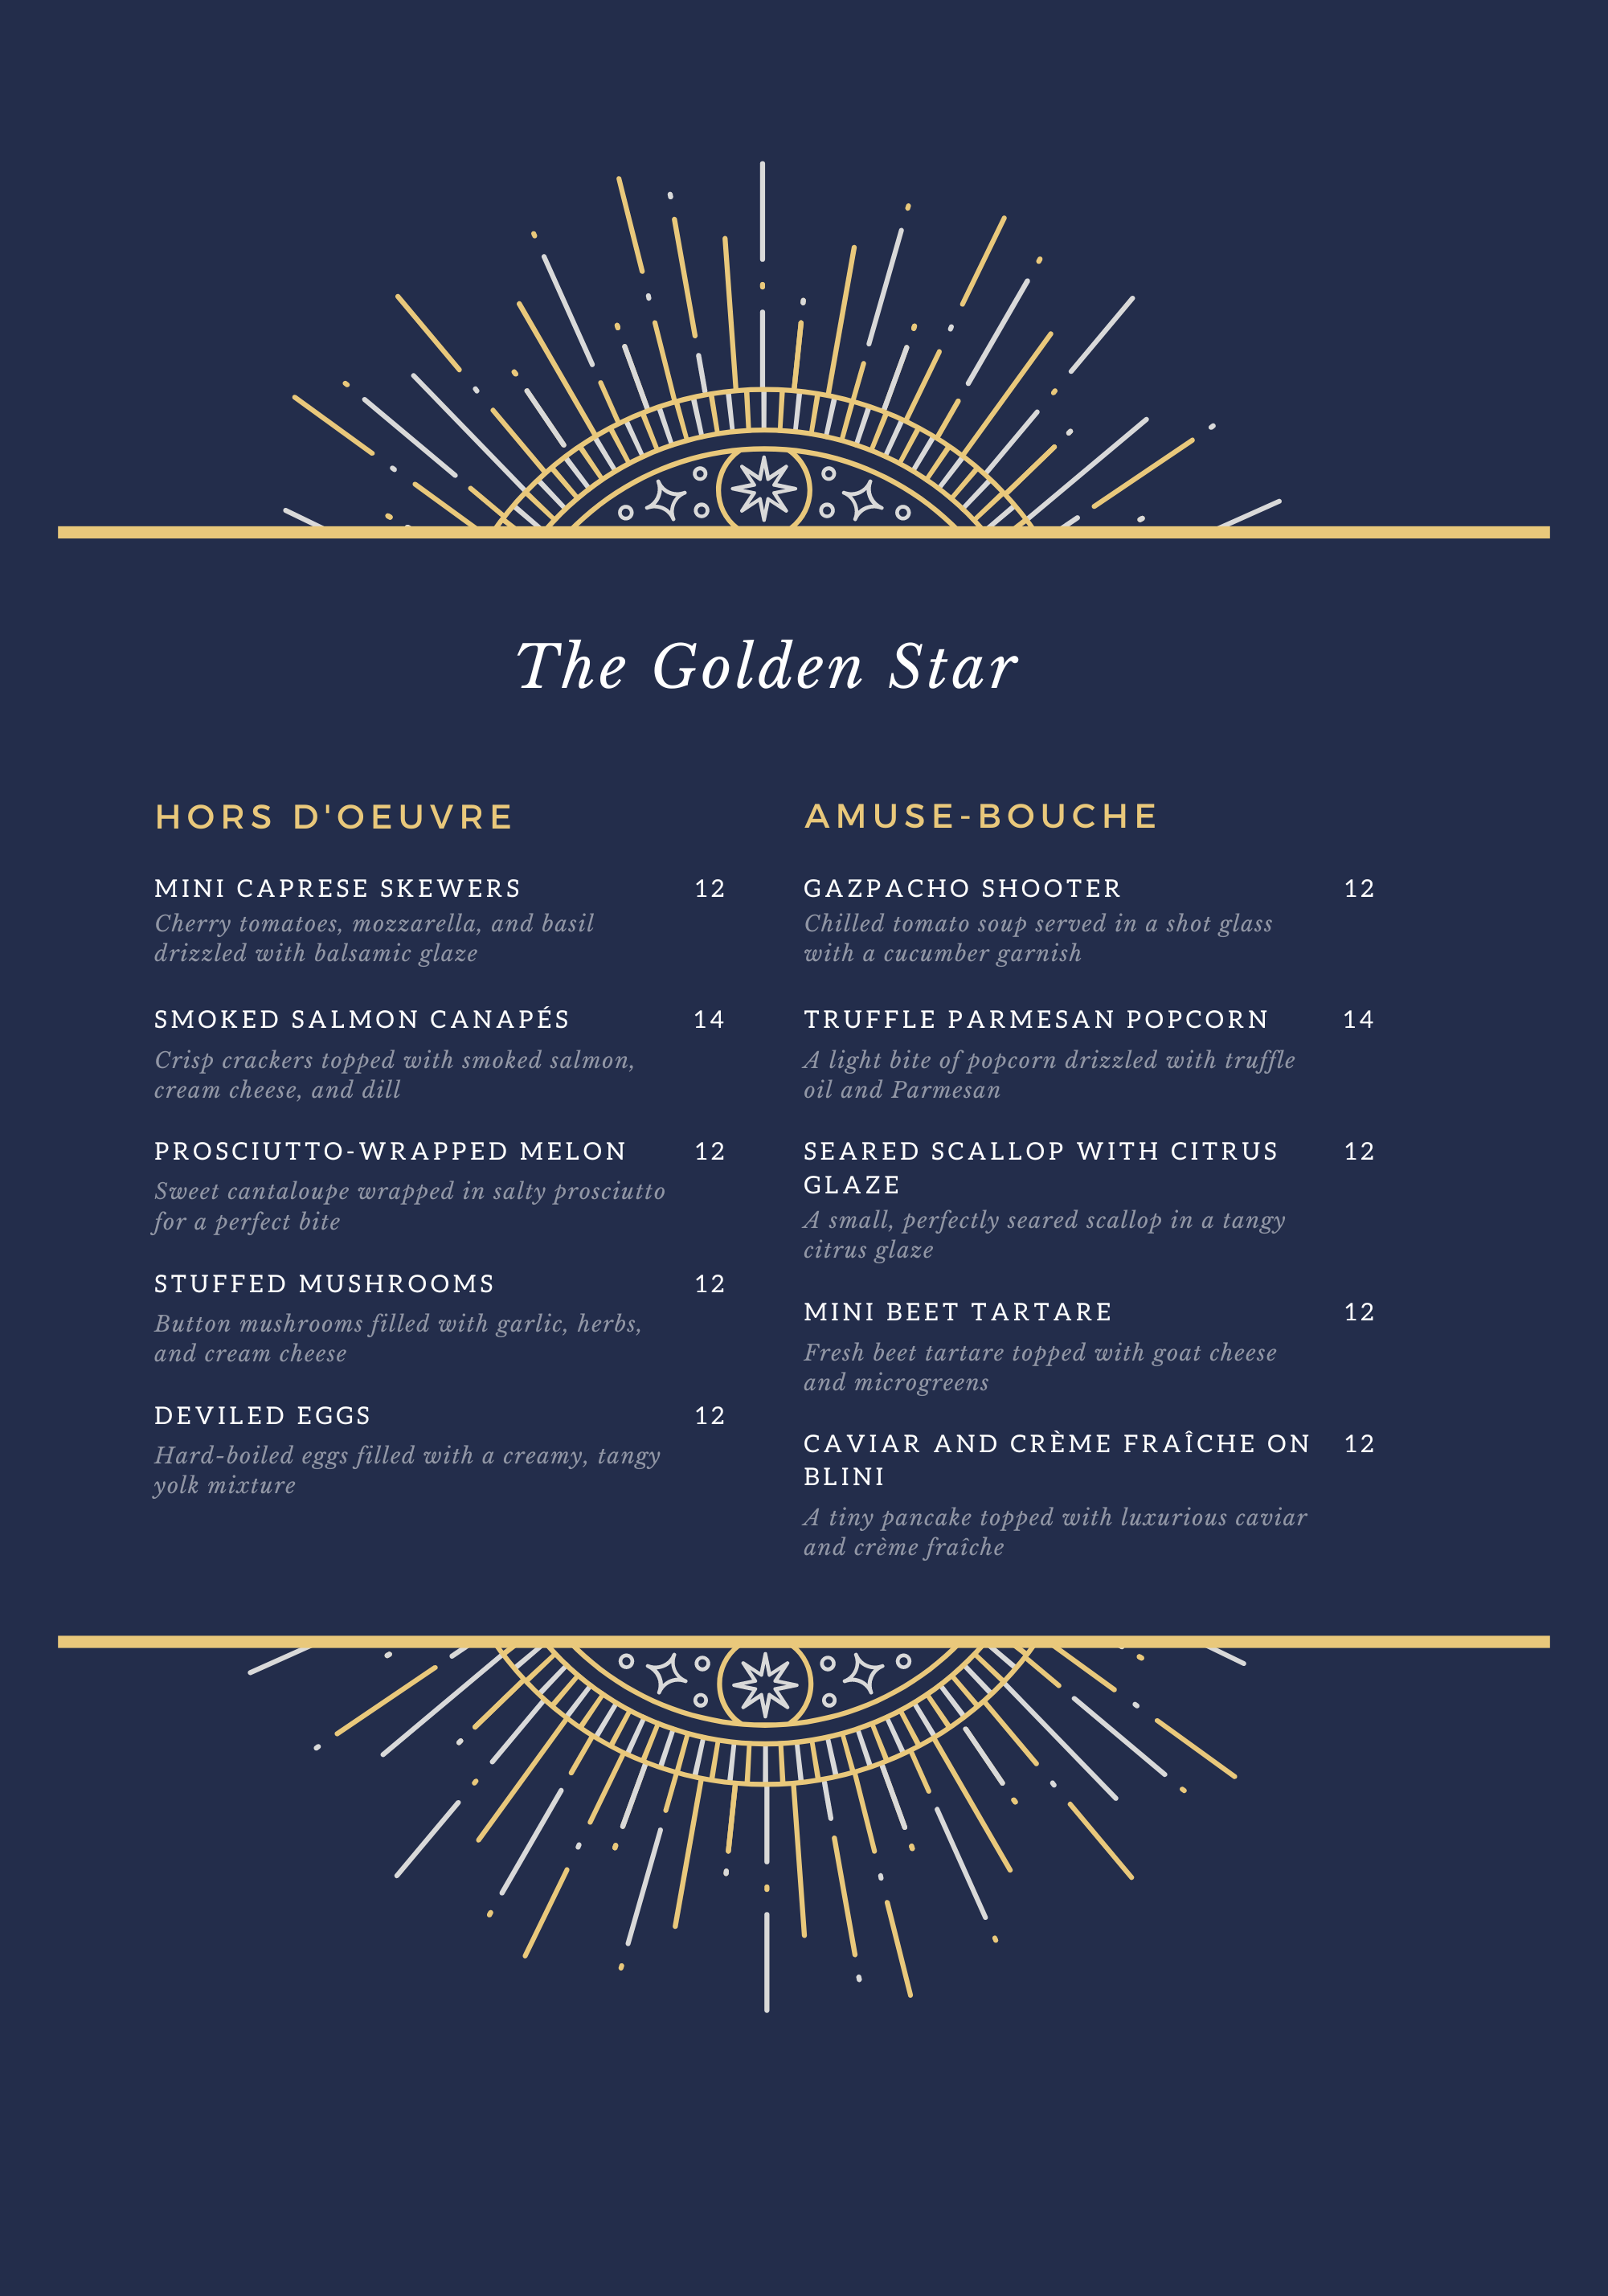 The Golden Star
HORS D'OEUVRE
MINI CAPRESE SKEWERS 12
Cherry tomatoes, mozzarella, and basil
drizzled with balsamic glaze
SMOKED SALMON CANAPÉS 14
Crisp crackers topped with smoked salmon,
cream cheese, and dill
PROSCIUTTO-WRAPPED MELON 12
Sweet cantaloupe wrapped in salty prosciutto
for a perfect bite
STUFFED MUSHROOMS 12
Button mushrooms filled with garlic, herbs,
and cream cheese
DEVILED EGGS 12
Hard-boiled eggs filled with a creamy, tangy
yolk mixture
AMUSE-BOUCHE
GAZPACHO SHOOTER 12
Chilled tomato soup served in a shot glass
with a cucumber garnish
TRUFFLE PARMESAN POPCORN 14
A light bite of popcorn drizzled with truffle
oil and Parmesan
SEARED SCALLOP WITH CITRUS 12
GLAZE
A small, perfectly seared scallop in a tangy
citrus glaze
MINI BEET TARTARE 12
Fresh beet tartare topped with goat cheese
and microgreens
CAVIAR AND CRÈME FRAÎCHE ON 12
BLINI
A tiny pancake topped with luxurious caviar
and crème fraîche